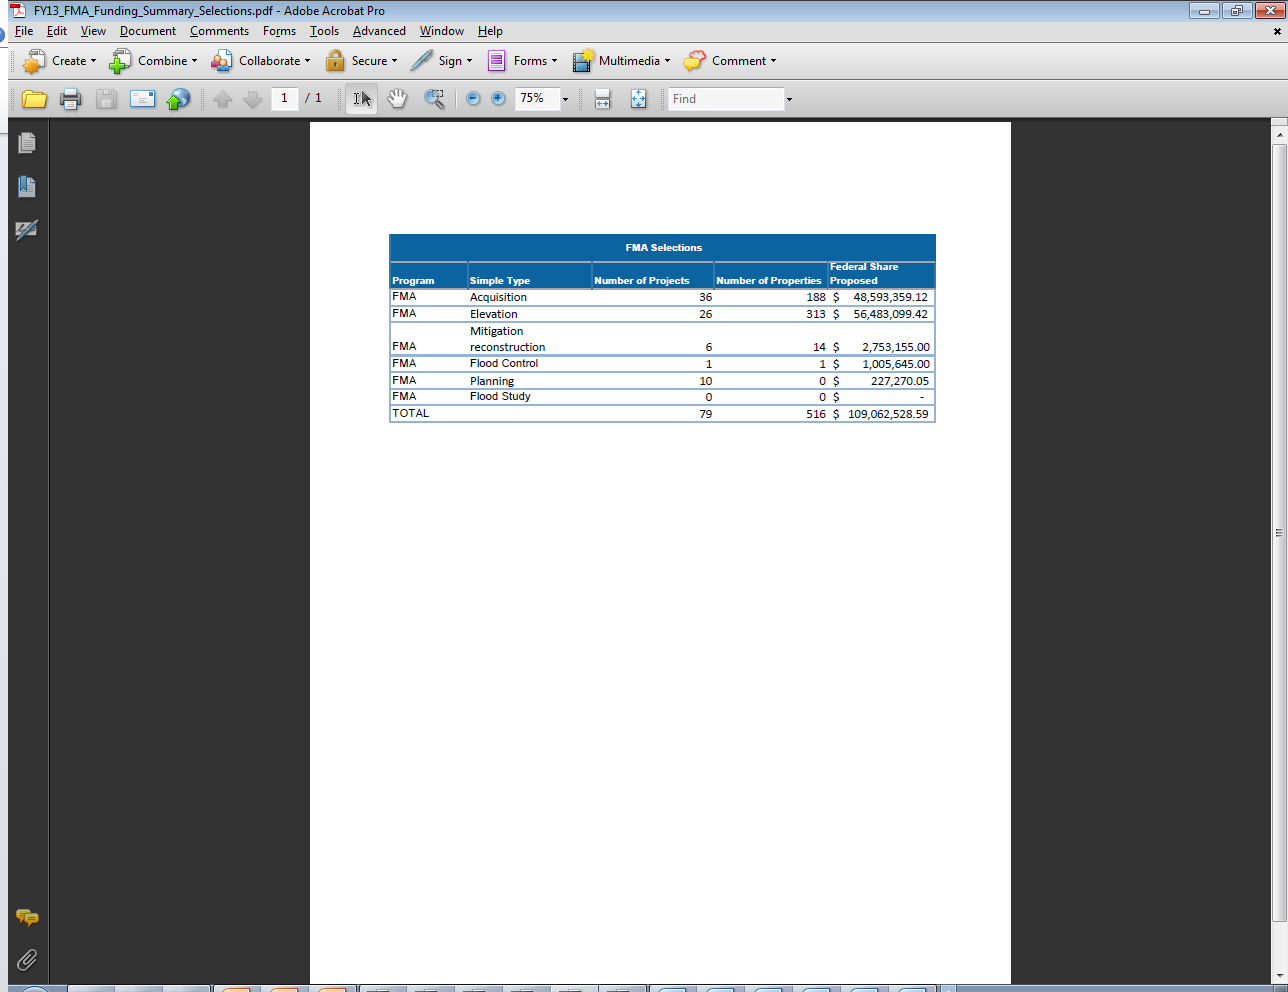 FY13_FMA_Funding_Summary_Selections.pdf - Adobe Acrobat Pro
File Edit View Document Comments Forms Tools Advanced Window Help
Create Combine Collaborate Secure Sign Forms Multimedia Comment
1 / 1 75% Find
FMA Selections
Program Simple Type Number of Projects Number of Properties Federal Share Proposed
FMA Acquisition 36 188 $ 48,593,359.12
FMA Elevation 26 313 $ 56,483,099.42
FMA Mitigation reconstruction 6 14 $ 2,753,155.00
FMA Flood Control 1 1 $ 1,005,645.00
FMA Planning 10 0 $ 227,270.05
FMA Flood Study 0 0 $ -
TOTAL 79 516 $ 109,062,528.59